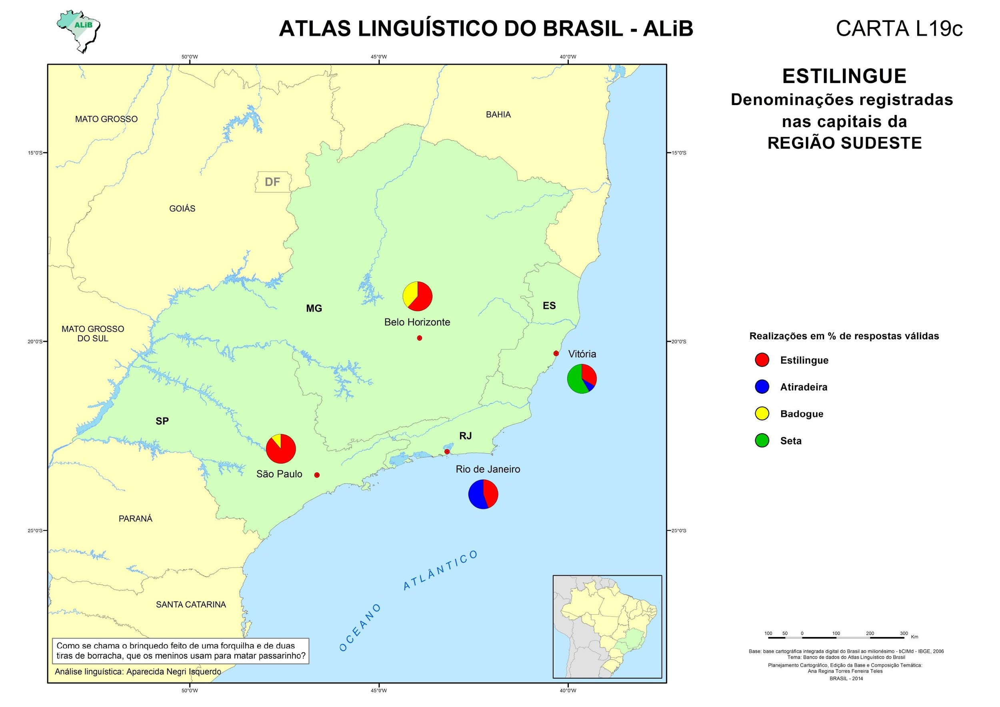 ALiB
ATLAS LINGUÍSTICO DO BRASIL - ALiB
CARTA L19c
ESTILINGUE
Denominações registradas
nas capitais da
REGIÃO SUDESTE
50°0'W
45°0'W
40°0'W
MATO GROSSO
BAHIA
15°0'S
15°0'S
DF
GOIÁS
MG
ES
Belo Horizonte
MATO GROSSO
DO SUL
20°0'S
20°0'S
Vitória
SP
RJ
São Paulo
Rio de Janeiro
PARANÁ
25°0'S
25°0'S
OCEANO ATLÂNTICO
SANTA CATARINA
Como se chama o brinquedo feito de uma forquilha e de duas
tiras de borracha, que os meninos usam para matar passarinho?
Análise linguística: Aparecida Negri Isquerdo
50°0'W
45°0'W
40°0'W
Realizações em % de respostas válidas
Estilingue
Atiradeira
Badogue
Seta
100 50 0 100 200 300 Km
Base: base cartográfica integrada digital do Brasil ao milionésimo - bCIMd - IBGE, 2006
Tema: Banco de dados do Atlas Linguístico do Brasil
Planejamento Cartográfico, Edição da Base e Composição Temática:
Ana Regina Torres Ferreira Teles
BRASIL - 2014